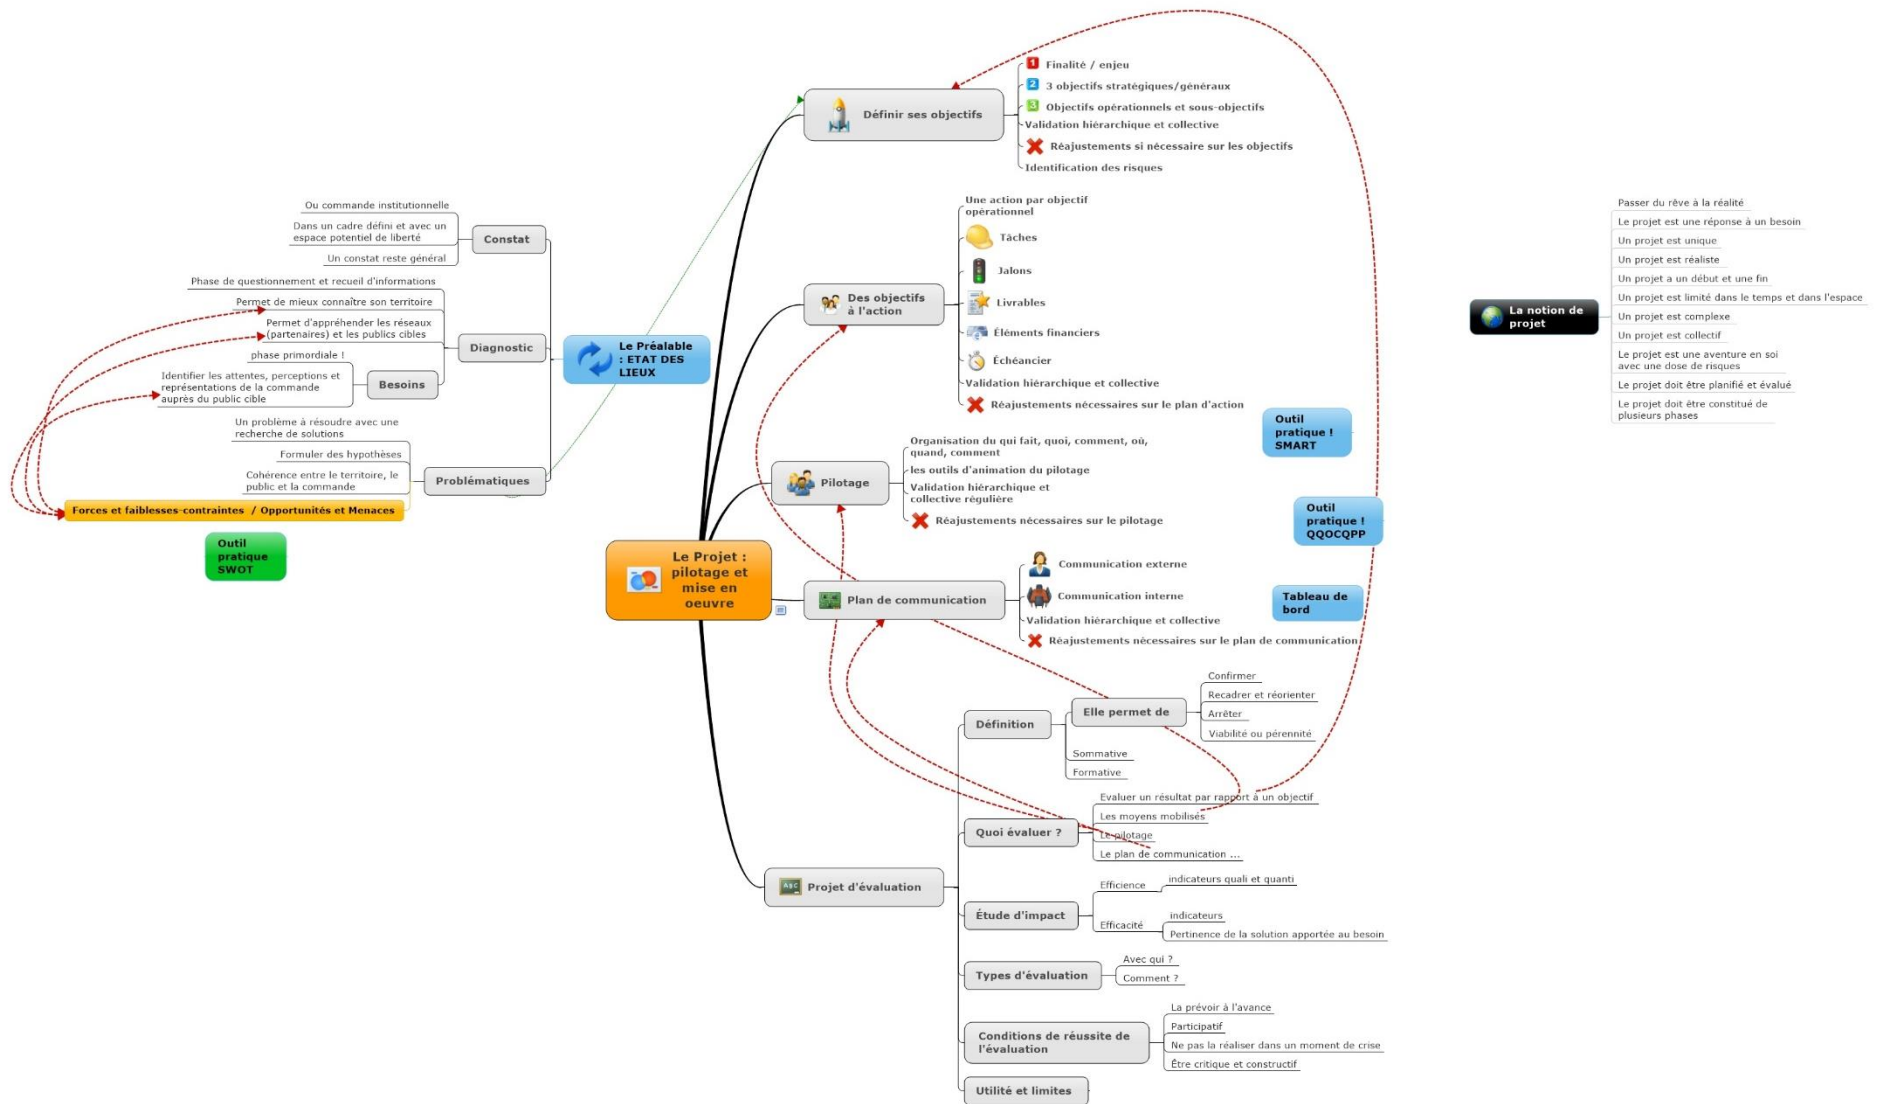 Le Projet :
pilotage et
mise en
oeuvre
Définir ses objectifs
1 Finalité / enjeu
2 3 objectifs stratégiques/généraux
3 Objectifs opérationnels et sous-objectifs
Validation hiérarchique et collective
Réajustements si nécessaire sur les objectifs
Identification des risques
Des objectifs
à l'action
Une action par objectif
opérationnel
Tâches
Jalons
Livrables
Éléments financiers
Échéancier
Validation hiérarchique et collective
Réajustements nécessaires sur le plan d'action
Pilotage
Organisation du qui fait, quoi, comment, où,
quand, comment
les outils d'animation du pilotage
Validation hiérarchique et
collective régulière
Réajustements nécessaires sur le pilotage
Plan de communication
Communication externe
Communication interne
Validation hiérarchique et collective
Réajustements nécessaires sur le plan de communication
ABC
Projet d'évaluation
Définition
Elle permet de
Confirmer
Recadrer et réorienter
Arrêter
Viabilité ou pérennité
Sommative
Formative
Quoi évaluer ?
Evaluer un résultat par rapport à un objectif
Les moyens mobilisés
Le pilotage
Le plan de communication ...
Étude d'impact
Efficience
indicateurs quali et quanti
Efficacité
indicateurs
Pertinence de la solution apportée au besoin
Types d'évaluation
Avec qui ?
Comment ?
Conditions de réussite de
l'évaluation
La prévoir à l'avance
Participatif
Ne pas la réaliser dans un moment de crise
Être critique et constructif
Utilité et limites
Le Préalable
: ETAT DES
LIEUX
Constat
Ou commande institutionnelle
Dans un cadre défini et avec un
espace potentiel de liberté
Un constat reste général
Diagnostic
Phase de questionnement et recueil d'informations
Permet de mieux connaître son territoire
Permet d'appréhender les réseaux
(partenaires) et les publics cibles
Besoins
phase primordiale !
Identifier les attentes, perceptions et
représentations de la commande
auprès du public cible
Problématiques
Un problème à résoudre avec une
recherche de solutions
Formuler des hypothèses
Cohérence entre le territoire, le
public et la commande
Forces et faiblesses-contraintes / Opportunités et Menaces
Outil
pratique
SWOT
Outil
pratique !
SMART
Outil
pratique !
QQOCQPP
Tableau de
bord
La notion de
projet
Passer du rêve à la réalité
Le projet est une réponse à un besoin
Un projet est unique
Un projet est réaliste
Un projet a un début et une fin
Un projet est limité dans le temps et dans l'espace
Un projet est complexe
Un projet est collectif
Le projet est une aventure en soi
avec une dose de risques
Le projet doit être planifié et évalué
Le projet doit être constitué de
plusieurs phases